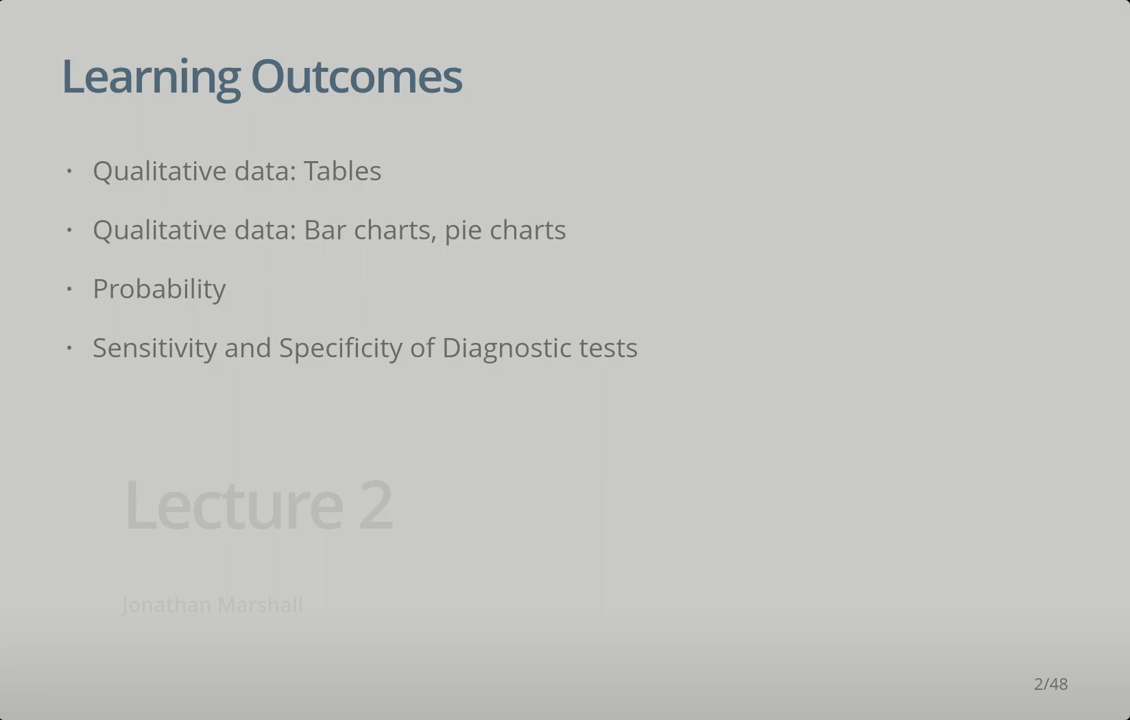 Learning Outcomes
· Qualitative data: Tables
· Qualitative data: Bar charts, pie charts
· Probability
· Sensitivity and Specificity of Diagnostic tests
Lecture 2
Jonathan Marshall
2/48